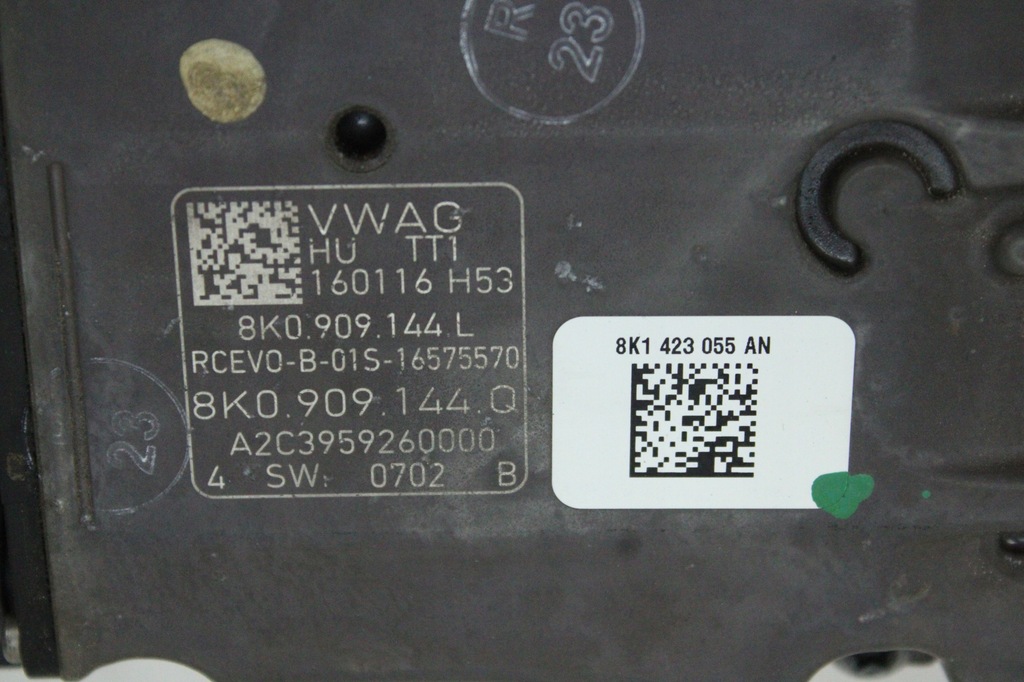 R
23
VWAG
HU TT1
160116 H53
8K0.909.144.L
RCEVO-B-01S-16575570
8K0.909.144.Q
A2C3959260000
4 SW: 0702 B
23
8K1 423 055 AN